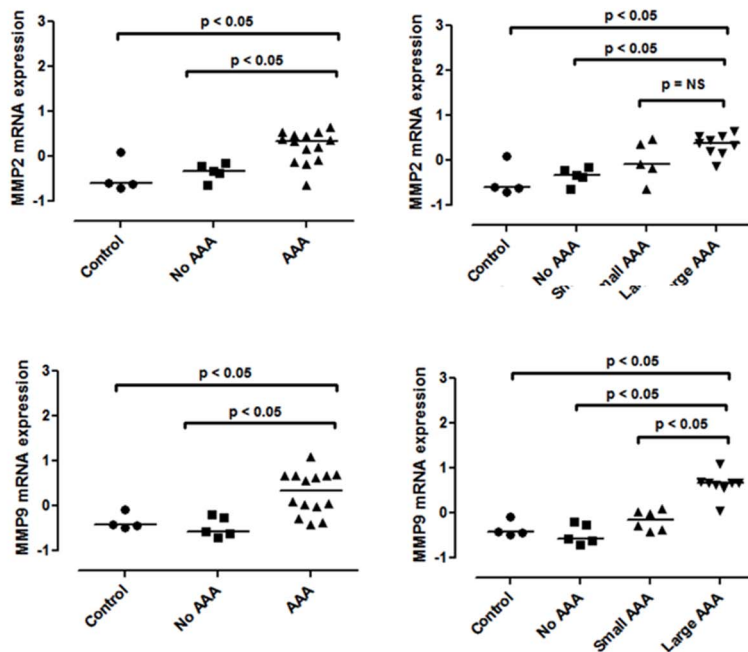 MMP2 mRNA expression
3
2
1
0
-1
p < 0.05
p < 0.05
Control
No AAA
AAA
MMP2 mRNA expression
3
2
1
0
-1
p < 0.05
p < 0.05
p = NS
Control
No AAA
Small AAA
Large AAA
MMP9 mRNA expression
3
2
1
0
-1
p < 0.05
p < 0.05
Control
No AAA
AAA
MMP9 mRNA expression
3
2
1
0
-1
p < 0.05
p < 0.05
p < 0.05
Control
No AAA
Small AAA
Large AAA